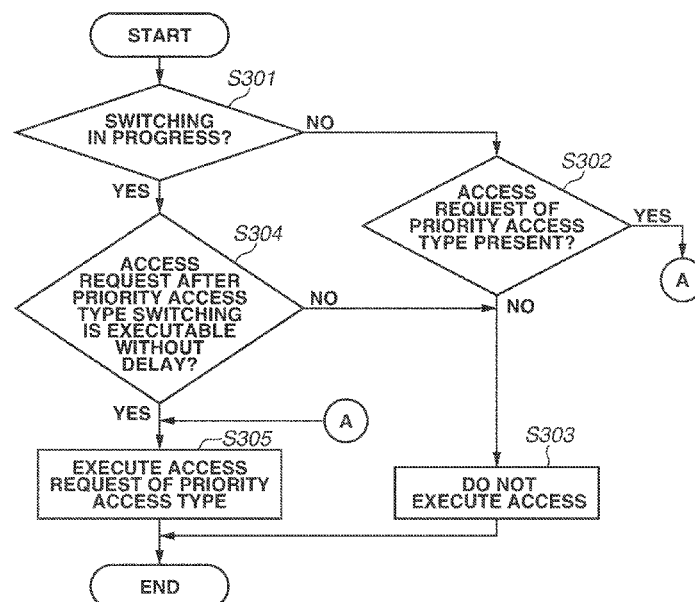 START
S301
SWITCHING
IN PROGRESS?
NO
YES
S302
ACCESS
REQUEST OF
PRIORITY ACCESS
TYPE PRESENT?
YES
A
NO
S304
ACCESS
REQUEST AFTER
PRIORITY ACCESS
TYPE SWITCHING
IS EXECUTABLE
WITHOUT
DELAY?
NO
YES
A
S305
EXECUTE ACCESS
REQUEST OF PRIORITY
ACCESS TYPE
S303
DO NOT
EXECUTE ACCESS
END